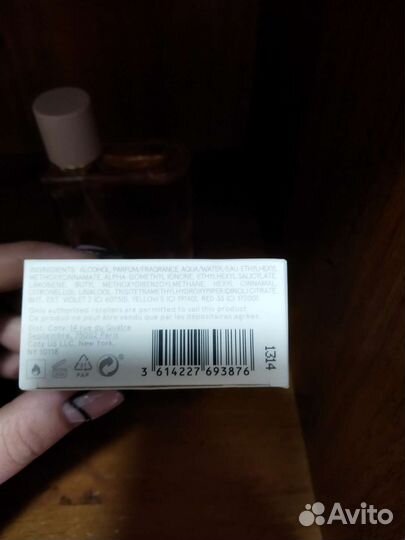 INGREDIENTS: ALCOHOL, PARFUM/FRAGRANCE, AQUA/WATER/EAU, ETHYLHEXYL
METHOXYCINNAMATE, ALPHA-ISOMETHYL IONONE, ETHYLHEXYL SALICYLATE,
LIMONENE, BUTYL METHOXYDIBENZOYLMETHANE, HEXYL CINNAMAL,
CITRONELLOL, LINALOOL, TRIS(TETRAMETHYLHYDROXYPIPERIDINOL) CITRATE,
BHT, EXT. VIOLET 2 (CI 60730), YELLOW 5 (CI 19140), RED 33 (CI 17200)
Only authorised retailers are permitted to sell this product
Ce produit ne peut être vendu que par les dépositaires agréés.
Dist. Coty, 14 rue du Quatre
Septembre, 75002 Paris
Coty US LLC, New York,
NY 10118
PAP
3 614227 693876
1314
Avito